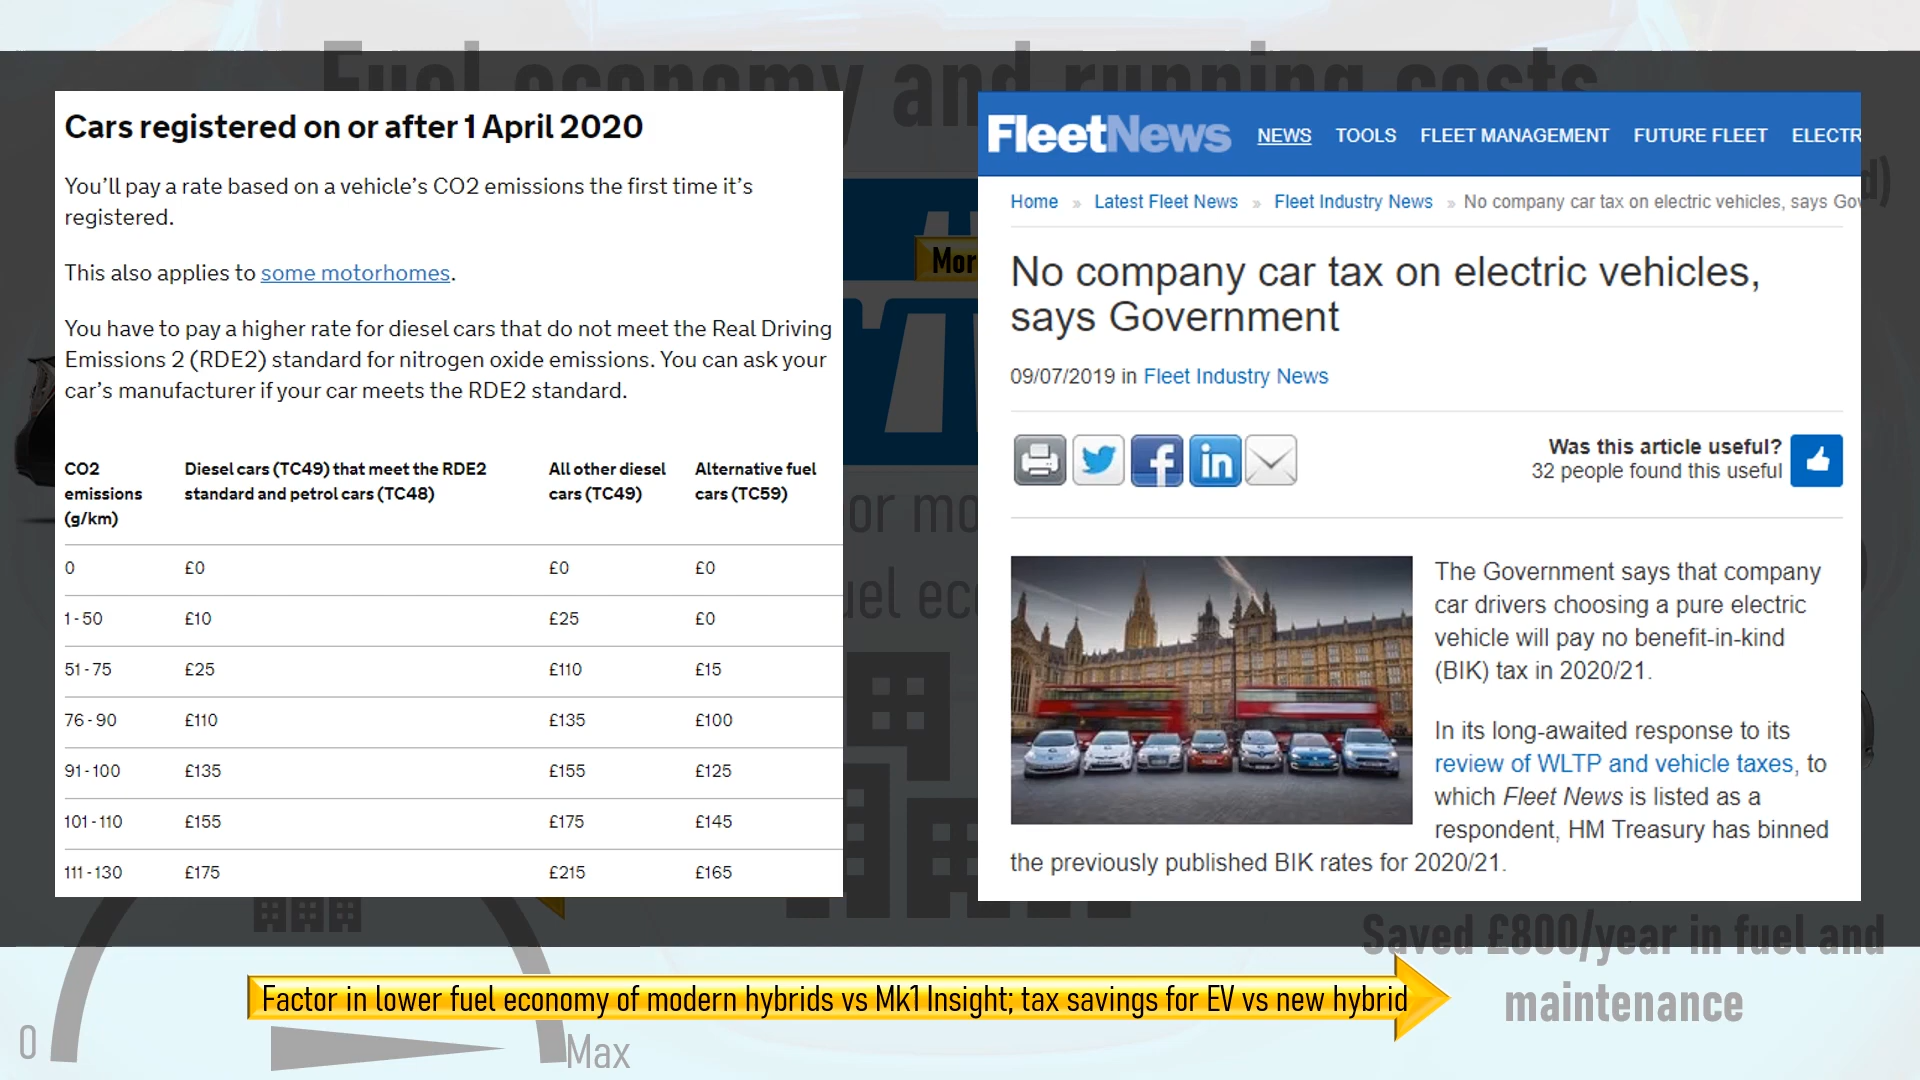 Fuel economy and running costs
Cars registered on or after 1 April 2020
You'll pay a rate based on a vehicle's CO2 emissions the first time it's
registered.
This also applies to some motorhomes.
You have to pay a higher rate for diesel cars that do not meet the Real Driving
Emissions 2 (RDE2) standard for nitrogen oxide emissions. You can ask your
car's manufacturer if your car meets the RDE2 standard.
CO2 emissions (g/km) Diesel cars (TC49) that meet the RDE2 standard and petrol cars (TC48) All other diesel cars (TC49) Alternative fuel cars (TC59)
0 £0 £0 £0
1 - 50 £10 £25 £0
51 - 75 £25 £110 £15
76 - 90 £110 £135 £100
91 - 100 £135 £155 £125
101 - 110 £155 £175 £145
111 - 130 £175 £215 £165
FleetNews NEWS TOOLS FLEET MANAGEMENT FUTURE FLEET ELECTR
Home » Latest Fleet News » Fleet Industry News » No company car tax on electric vehicles, says Gov
No company car tax on electric vehicles,
says Government
09/07/2019 in Fleet Industry News
Was this article useful?
32 people found this useful
The Government says that company
car drivers choosing a pure electric
vehicle will pay no benefit-in-kind
(BIK) tax in 2020/21.
In its long-awaited response to its
review of WLTP and vehicle taxes, to
which Fleet News is listed as a
respondent, HM Treasury has binned
the previously published BIK rates for 2020/21.
Saved £800/year in fuel and
maintenance
Factor in lower fuel economy of modern hybrids vs Mk1 Insight; tax savings for EV vs new hybrid
0
Max